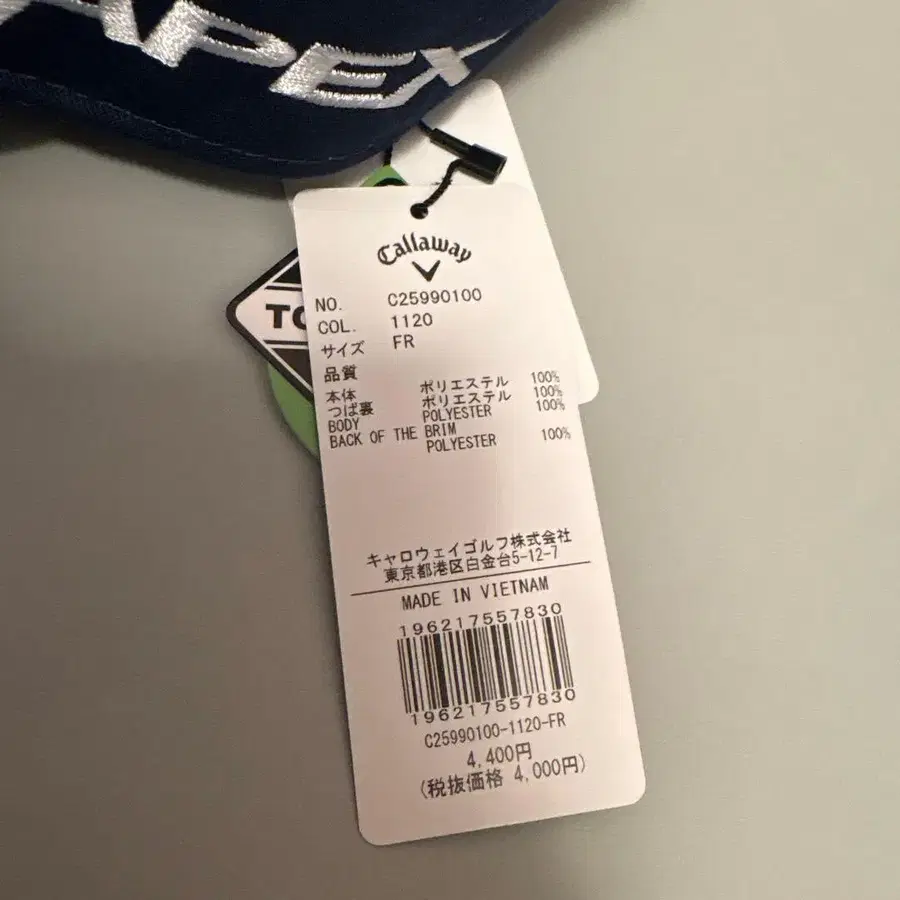 APEX
TO
Callaway
NO. C25990100
COL. 1120
サイズ FR
品質
本体 ポリエステル 100%
つば裏 ポリエステル 100%
BODY POLYESTER 100%
BACK OF THE BRIM
POLYESTER 100%
キャロウェイゴルフ株式会社
東京都港区白金台5-12-7
MADE IN VIETNAM
196217557830
196217557830
C25990100-1120-FR
4,400円
(税抜価格 4,000円)